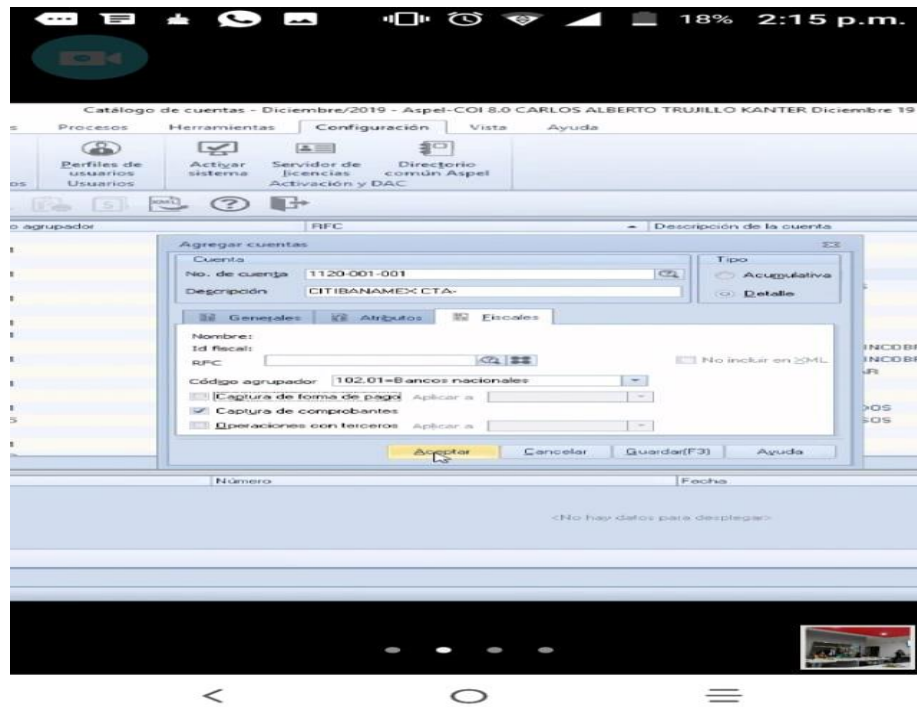 18% 2:15 p.m.
Catálogo de cuentas - Diciembre/2019 - Aspel-COI 8.0 CARLOS ALBERTO TRUJILLO KANTER Diciembre 19
Procesos Herramientas Configuración Vista Ayuda
Perfiles de usuarios
Activar sistema
Servidor de licencias
Directorio común Aspel
Usuarios
Activación y DAC
o agrupador RFC Descripción de la cuenta
Agregar cuentas
Cuenta
No. de cuenta 1120-001-001
Descripción CITIBANAMEX CTA-
Tipo
Acumulativa
Detalle
Generales Atributos Fiscales
Nombre:
Id fiscal:
RFC No incluir en XML
Código agrupador 102.01=Bancos nacionales
Captura de forma de pago Aplicar a
Captura de comprobantes
Operaciones con terceros Aplicar a
Aceptar Cancelar Guardar(F3) Ayuda
Número Fecha
<No hay datos para desplegar>